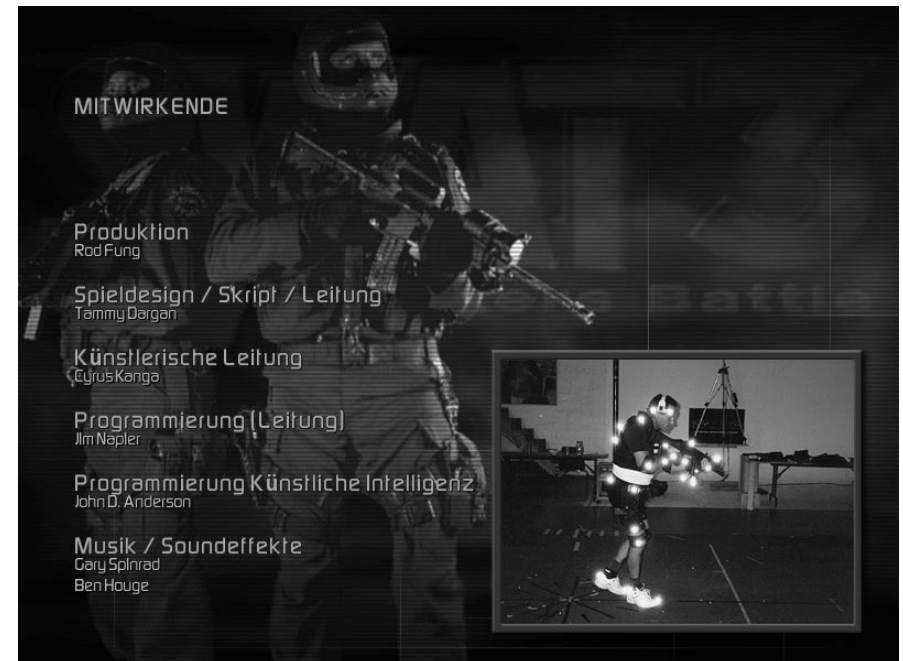 MITWIRKENDE
Produktion
Rod Fung
Spieldesign / Skript / Leitung
Tammy Dargan
Künstlerische Leitung
Cyrus Kanga
Programmierung (Leitung)
JIm Napler
Programmierung Künstliche Intelligenz
John D. Anderson
Musik / Soundeffekte
Gary SpInrad
Ben Houge